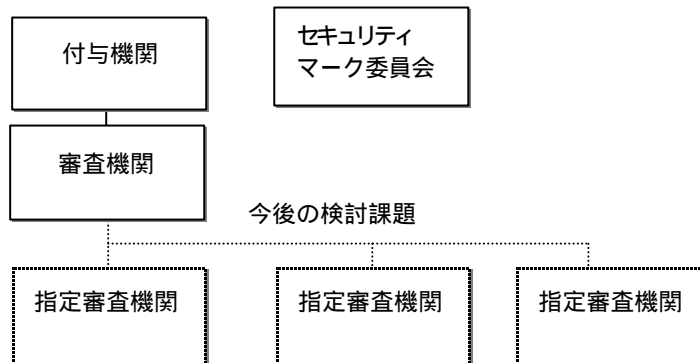 付与機関
セキュリティ
マーク委員会
審査機関
今後の検討課題
指定審査機関
指定審査機関
指定審査機関